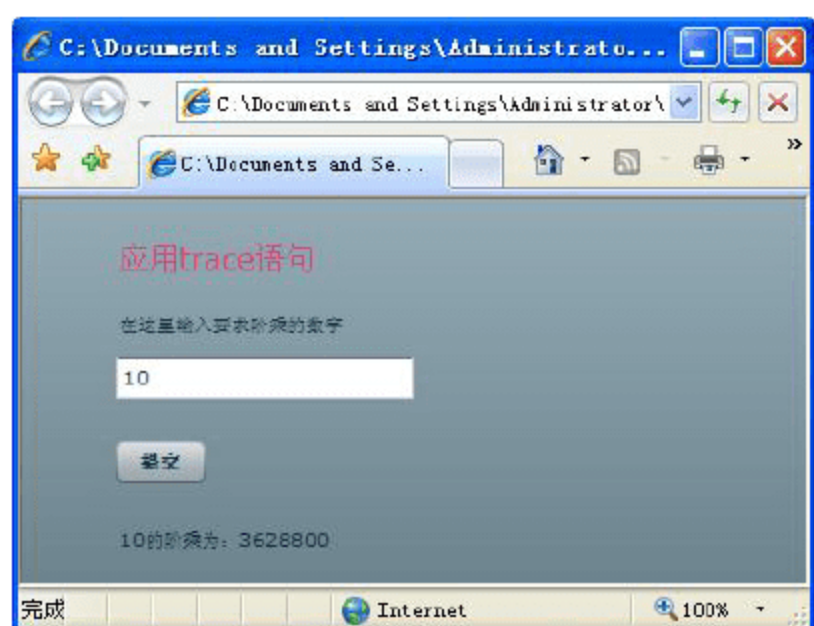 C:\Documents and Settings\Administrato...
C:\Documents and Settings\Administrator\
C:\Documents and Se...
应用trace语句
在这里输入要求阶乘的数字
10
提交
10的阶乘为：3628800
完成
Internet
100%